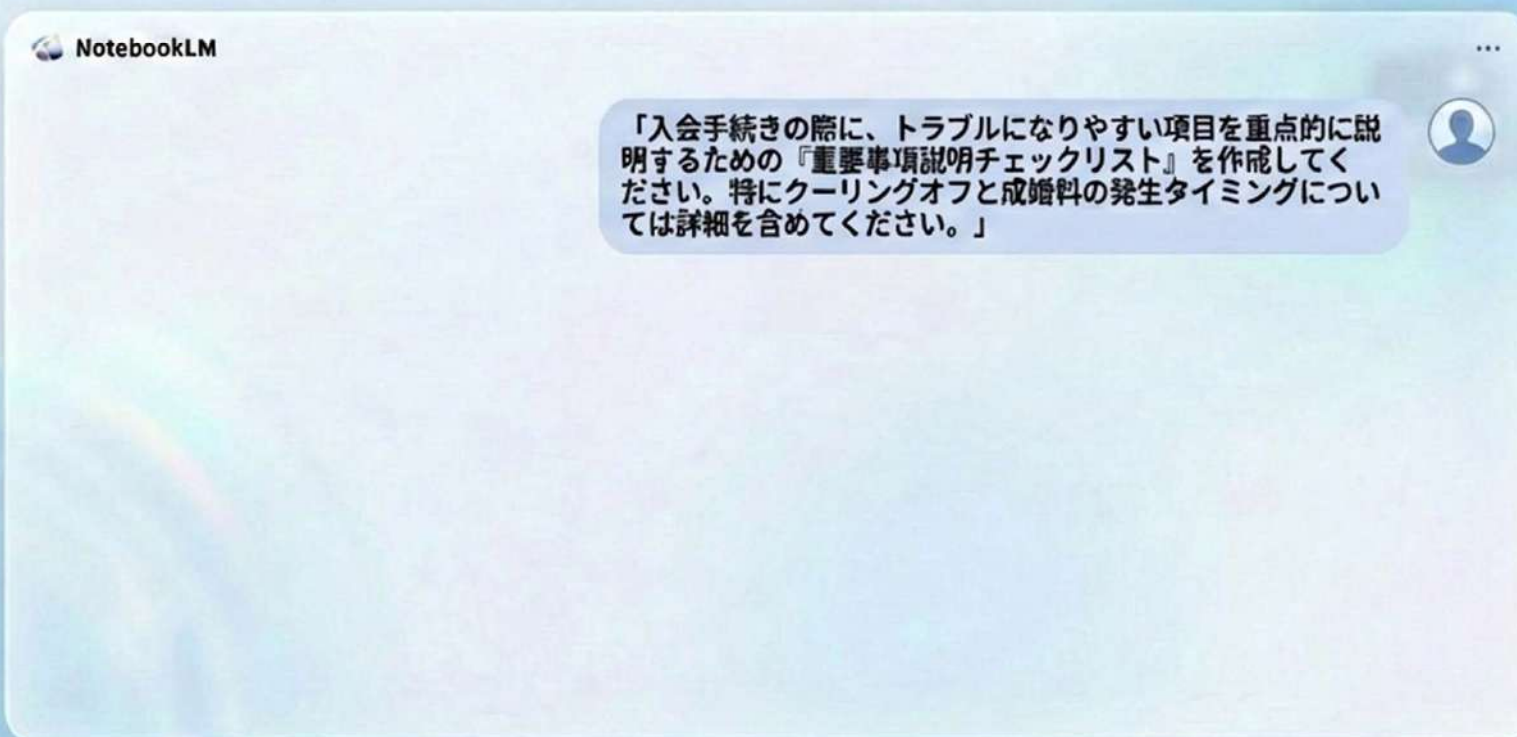 NotebookLM
「入会手続きの際に、トラブルになりやすい項目を重点的に説
明するための『重要事項説明チェックリスト』を作成してく
ださい。特にクーリングオフと成婚料の発生タイミングについ
ては詳細を含めてください。」